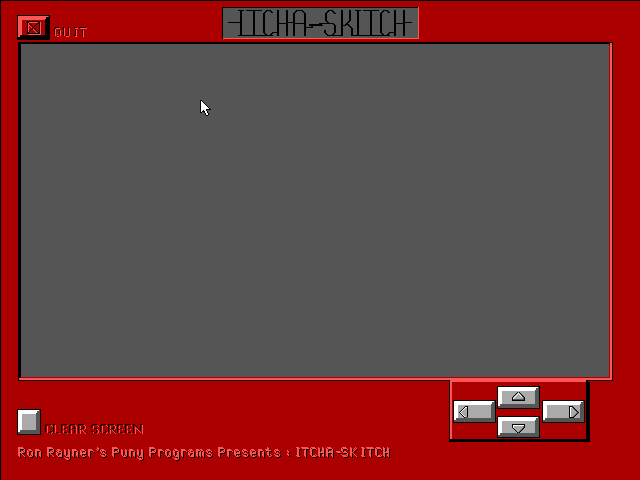 ITCHA-SKITCH
QUIT
CLEAR SCREEN
Ron Rayner's Puny Programs Presents : ITCHA-SKITCH